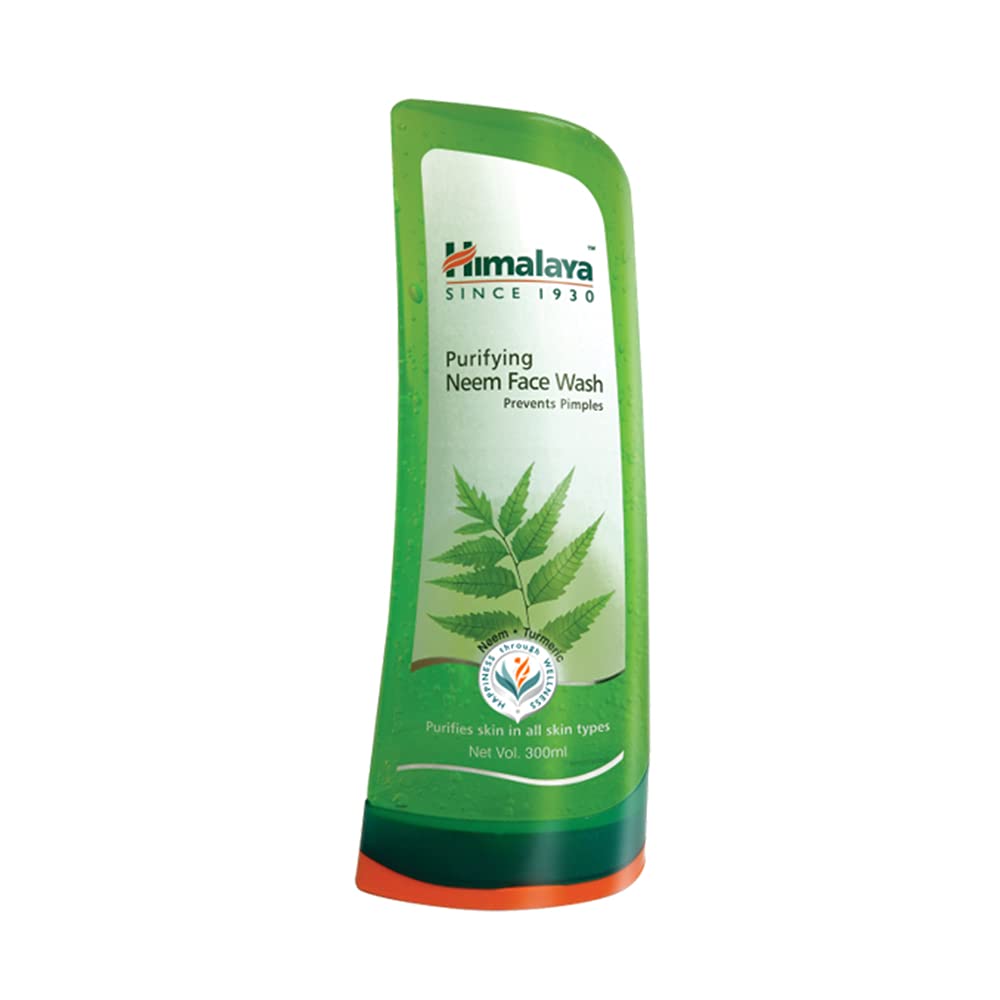 Himalaya™
SINCE 1930
Purifying
Neem Face Wash
Prevents Pimples
Neem • Turmeric
HAPPINESS through WELLNESS
Purifies skin in all skin types
Net Vol. 300ml